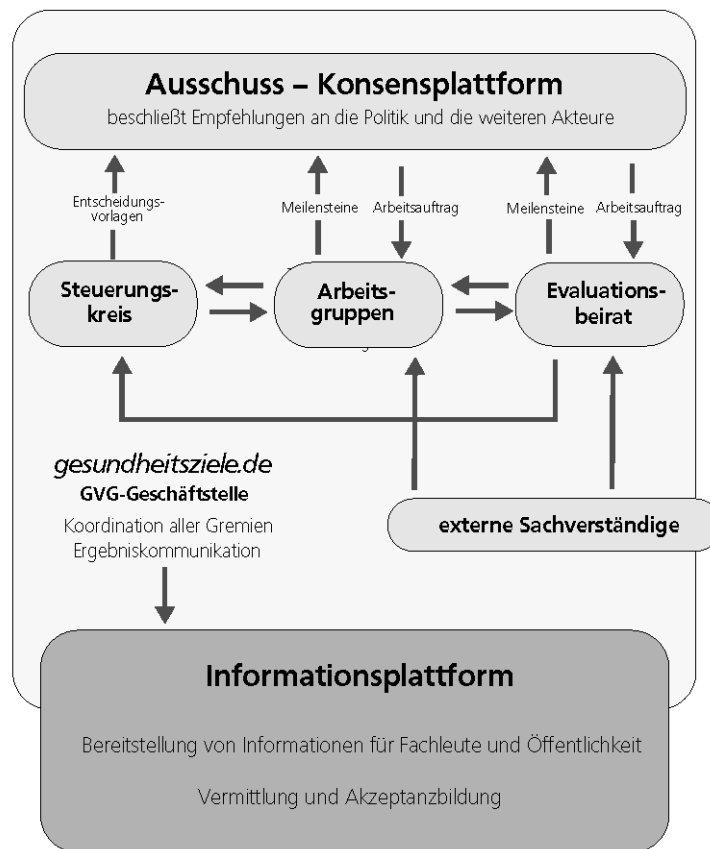 Ausschuss – Konsensplattform
beschließt Empfehlungen an die Politik und die weiteren Akteure
Entscheidungs-
vorlagen
Meilensteine
Arbeitsauftrag
Meilensteine
Arbeitsauftrag
Steuerungs-
kreis
Arbeits-
gruppen
Evaluations-
beirat
gesundheitsziele.de
GVG-Geschäftstelle
Koordination aller Gremien
Ergebniskommunikation
externe Sachverständige
Informationsplattform
Bereitstellung von Informationen für Fachleute und Öffentlichkeit
Vermittlung und Akzeptanzbildung